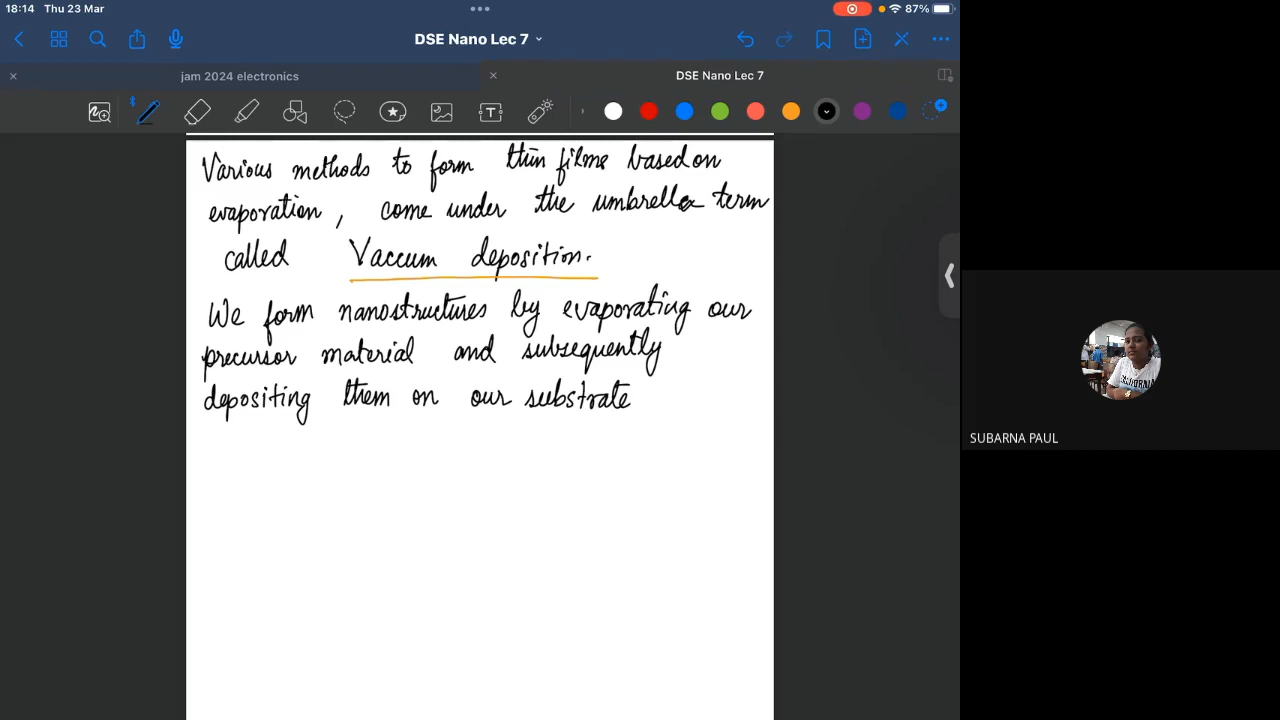 18:14 Thu 23 Mar
87%
DSE Nano Lec 7
jam 2024 electronics
DSE Nano Lec 7
Various methods to form thin films based on
evaporation, come under the umbrella term
called Vaccum deposition.
We form nanostructures by evaporating our
precursor material and subsequently
depositing them on our substrate
SUBARNA PAUL